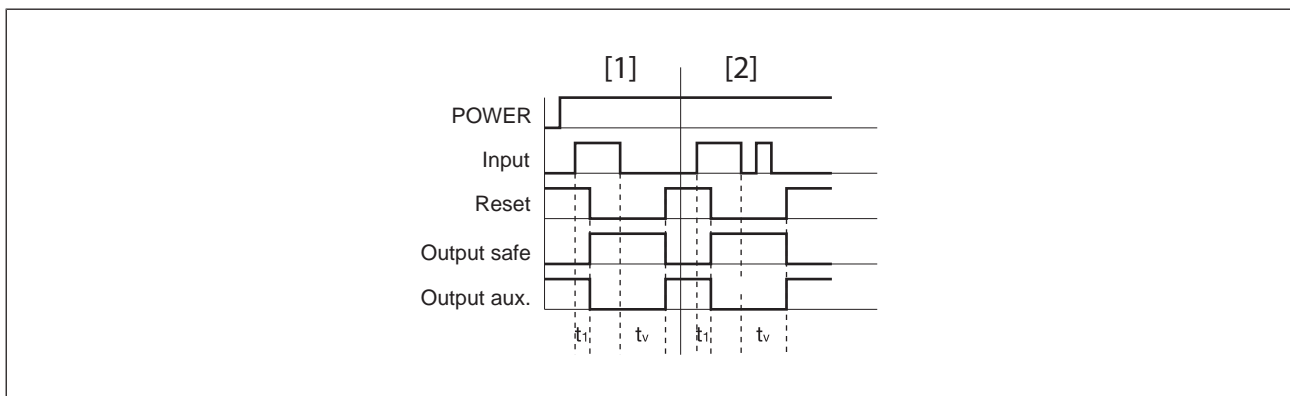 [1] [2]
POWER
Input
Reset
Output safe
Output aux.
t1 tv t1 tv